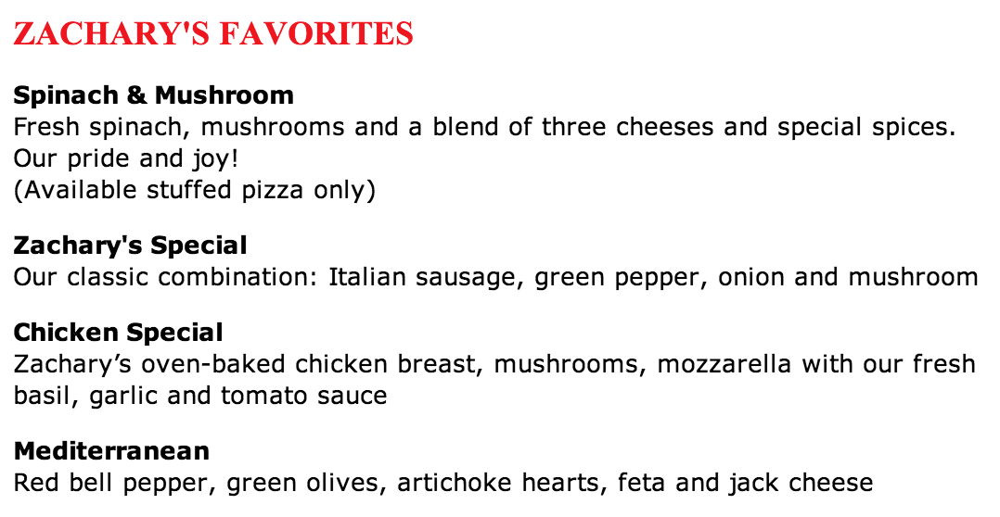 ZACHARY'S FAVORITES
Spinach & Mushroom
Fresh spinach, mushrooms and a blend of three cheeses and special spices.
Our pride and joy!
(Available stuffed pizza only)
Zachary's Special
Our classic combination: Italian sausage, green pepper, onion and mushroom
Chicken Special
Zachary’s oven-baked chicken breast, mushrooms, mozzarella with our fresh
basil, garlic and tomato sauce
Mediterranean
Red bell pepper, green olives, artichoke hearts, feta and jack cheese